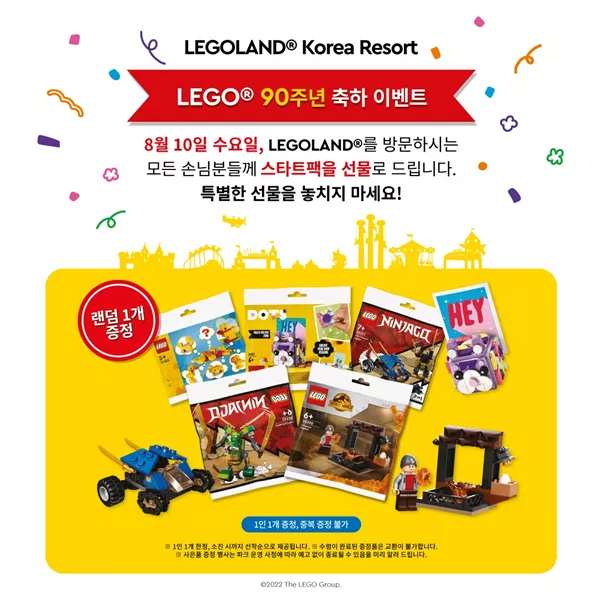 LEGOLAND® Korea Resort
LEGO® 90주년 축하 이벤트
8월 10일 수요일, LEGOLAND®를 방문하시는
모든 손님분들께 스타트팩을 선물로 드립니다.
특별한 선물을 놓치지 마세요!
랜덤 1개
증정
LEGO
5+
DOTS
HEY
LEGO
7+
NINJAGO
HEY
LEGO
6+
1인 1개 증정, 중복 증정 불가
※ 1인 1개 한정, 소진 시까지 선착순으로 제공됩니다. ※ 수령이 완료된 증정품은 교환이 불가합니다.
※ 사은품 증정 행사는 파크 운영 사정에 따라 예고 없이 종료될 수 있음을 미리 알려 드립니다.
©2022 The LEGO Group.